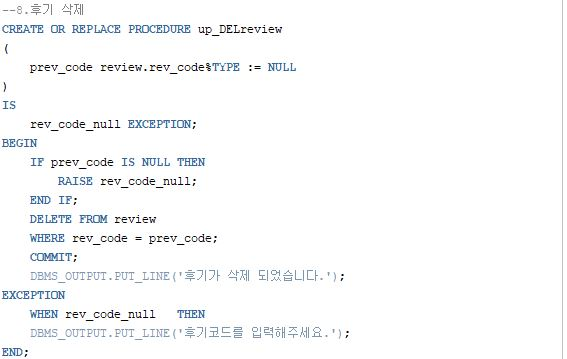 --8.후기 삭제
CREATE OR REPLACE PROCEDURE up_DELreview
(
    prev_code review.rev_code%TYPE := NULL
)
IS
    rev_code_null EXCEPTION;
BEGIN
    IF prev_code IS NULL THEN
        RAISE rev_code_null;
    END IF;
    DELETE FROM review
    WHERE rev_code = prev_code;
    COMMIT;
    DBMS_OUTPUT.PUT_LINE('후기가 삭제 되었습니다.');
EXCEPTION
    WHEN rev_code_null   THEN
    DBMS_OUTPUT.PUT_LINE('후기코드를 입력해주세요.');
END;